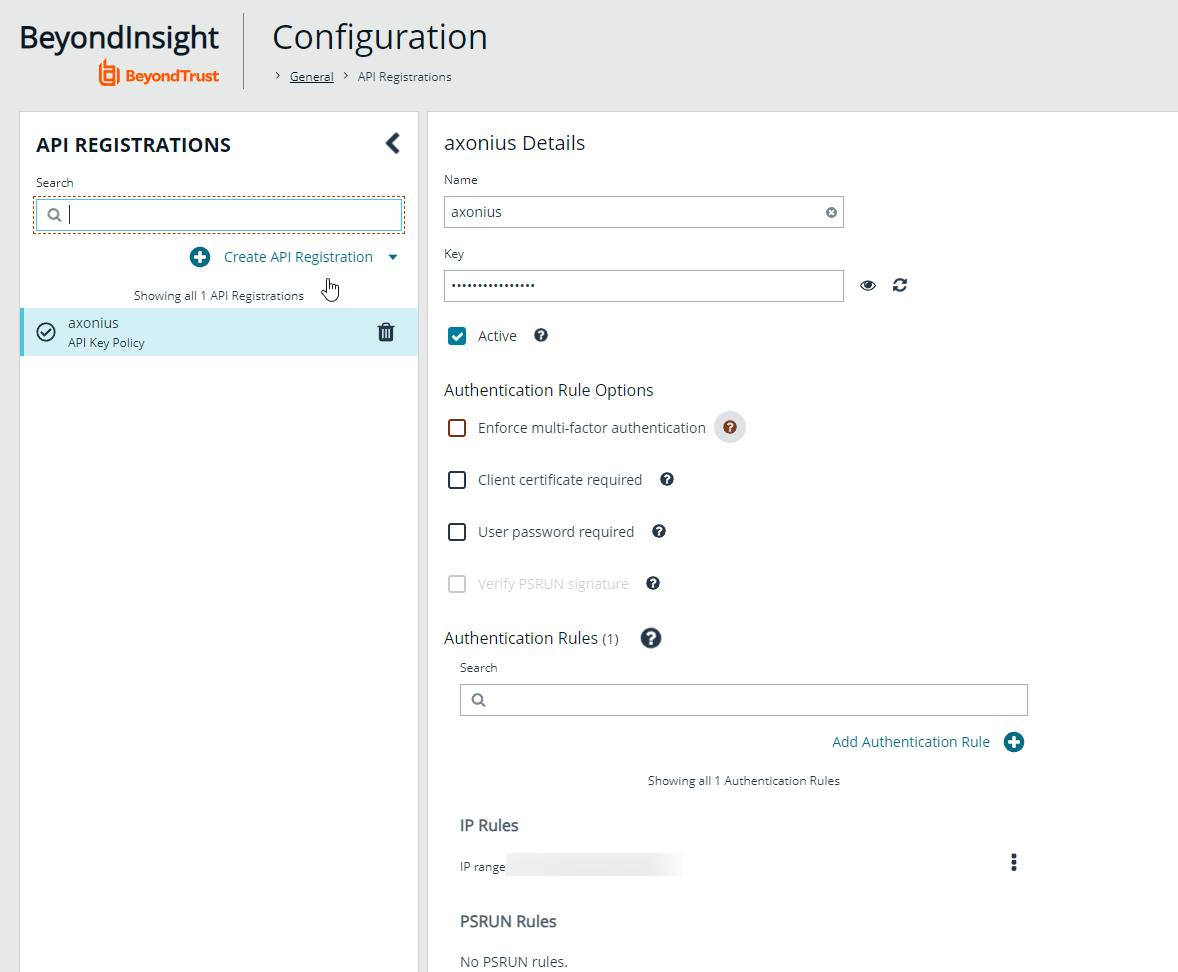 BeyondInsight
BeyondTrust
Configuration
> General > API Registrations
API REGISTRATIONS
Search
Create API Registration
Showing all 1 API Registrations
axonius
API Key Policy
axonius Details
Name
axonius
Key
••••••••••••••••
Active
Authentication Rule Options
Enforce multi-factor authentication
Client certificate required
User password required
Verify PSRUN signature
Authentication Rules (1)
Search
Add Authentication Rule
Showing all 1 Authentication Rules
IP Rules
IP range
PSRUN Rules
No PSRUN rules.